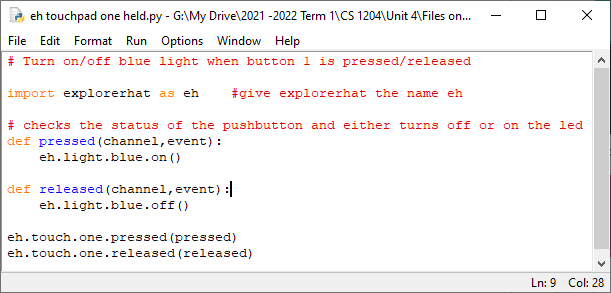 eh touchpad one held.py - G:\My Drive\2021 -2022 Term 1\CS 1204\Unit 4\Files on...
File Edit Format Run Options Window Help
# Turn on/off blue light when button 1 is pressed/released
import explorerhat as eh    #give explorerhat the name eh
# checks the status of the pushbutton and either turns off or on the led
def pressed(channel,event):
    eh.light.blue.on()
def released(channel,event):
    eh.light.blue.off()
eh.touch.one.pressed(pressed)
eh.touch.one.released(released)
Ln: 9 Col: 28